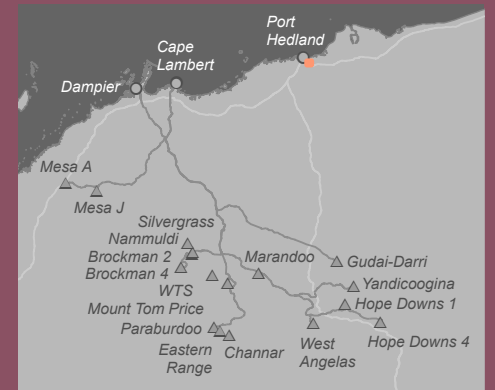 Port
Hedland
Cape
Lambert
Dampier
Mesa A
Mesa J
Silvergrass
Nammuldi
Brockman 2
Brockman 4
Marandoo
Gudai-Darri
WTS
Yandicoogina
Mount Tom Price
Hope Downs 1
Paraburdoo
Eastern
Range
Channar
West
Angelas
Hope Downs 4